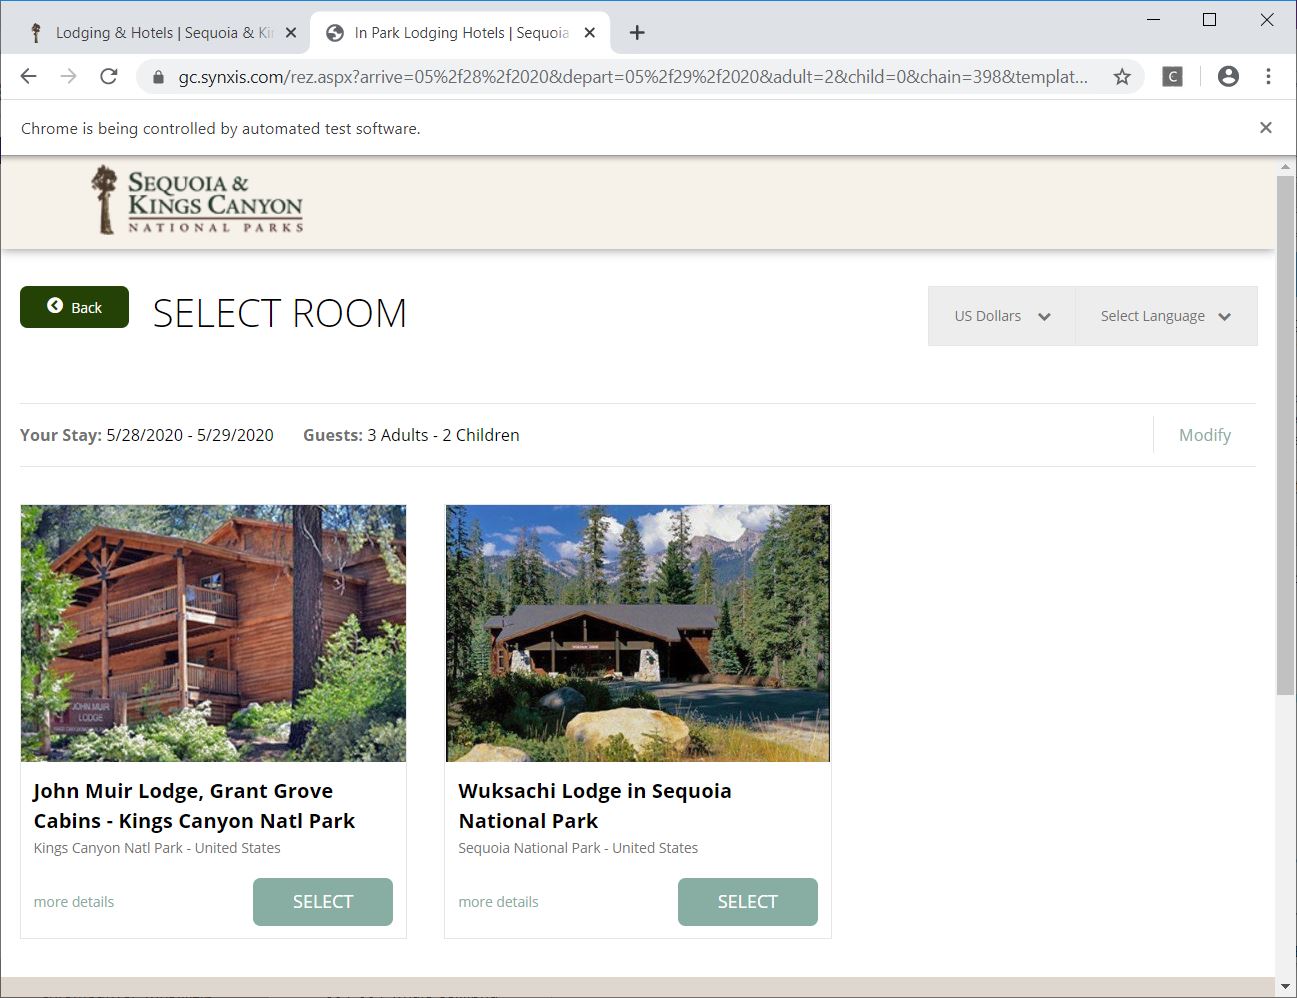 Lodging & Hotels | Sequoia & Ki
In Park Lodging Hotels | Sequoia
gc.synxis.com/rez.aspx?arrive=05%2f28%2f2020&depart=05%2f29%2f2020&adult=2&child=0&chain=398&templat...
C
Chrome is being controlled by automated test software.
SEQUOIA &
KINGS CANYON
NATIONAL PARKS
Back
SELECT ROOM
US Dollars
Select Language
Your Stay: 5/28/2020 - 5/29/2020
Guests: 3 Adults - 2 Children
Modify
JOHN MUIR
LODGE
John Muir Lodge, Grant Grove
Cabins - Kings Canyon Natl Park
Kings Canyon Natl Park - United States
more details
SELECT
Wuksachi Lodge in Sequoia
National Park
Sequoia National Park - United States
more details
SELECT